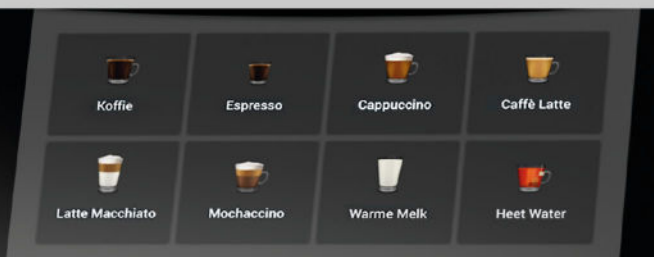 Koffie
Espresso
Cappuccino
Caffè Latte
Latte Macchiato
Mochaccino
Warme Melk
Heet Water